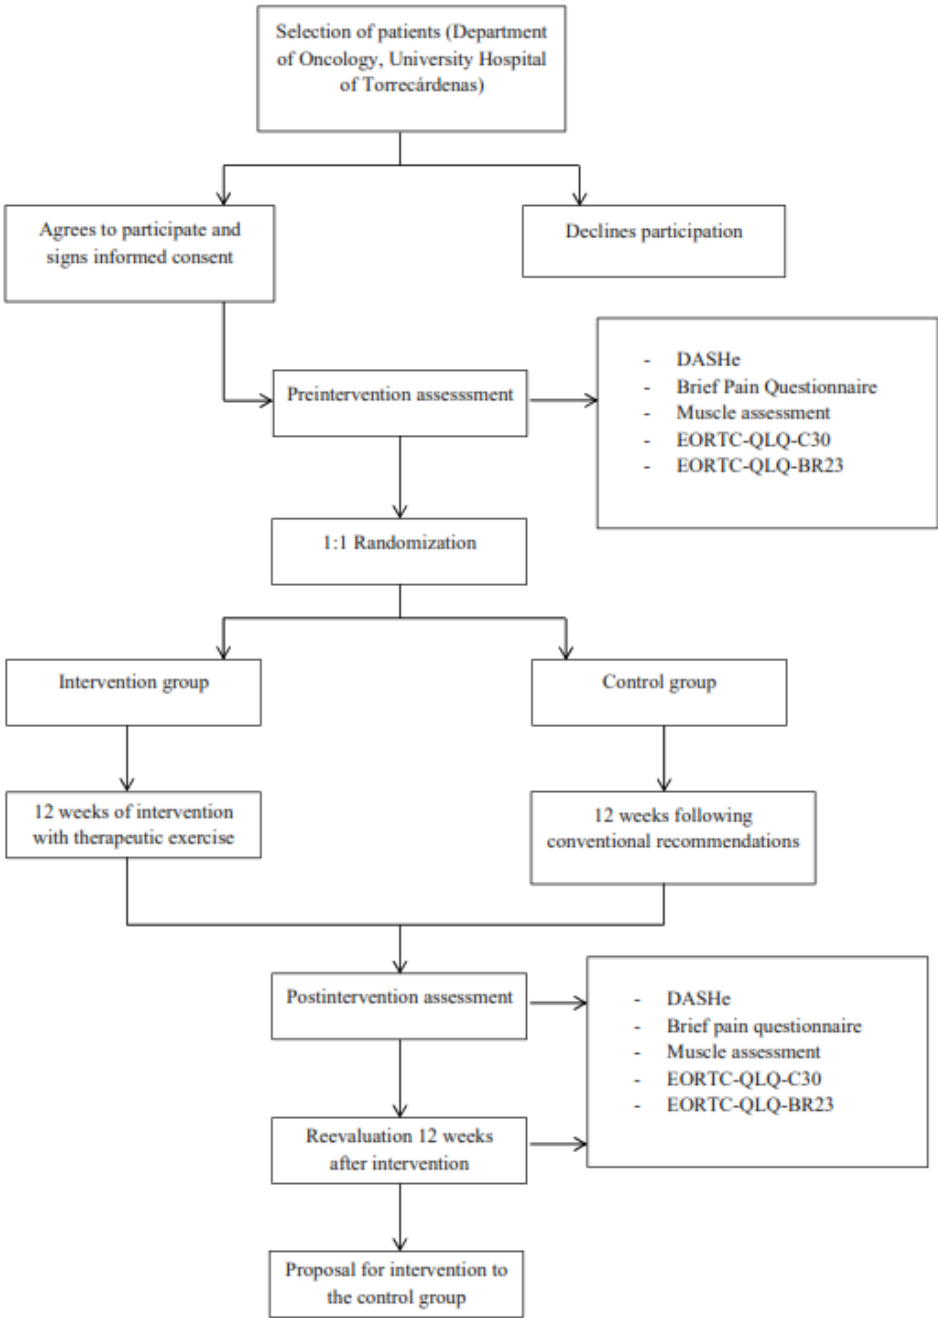 Selection of patients (Department
of Oncology, University Hospital
of Torrecárdenas)
Agrees to participate and
signs informed consent
Declines participation
Preintervention assesssment
- DASHe
- Brief Pain Questionnaire
- Muscle assessment
- EORTC-QLQ-C30
- EORTC-QLQ-BR23
1:1 Randomization
Intervention group
Control group
12 weeks of intervention
with therapeutic exercise
12 weeks following
conventional recommendations
Postintervention assessment
- DASHe
- Brief pain questionnaire
- Muscle assessment
- EORTC-QLQ-C30
- EORTC-QLQ-BR23
Reevaluation 12 weeks
after intervention
Proposal for intervention to
the control group